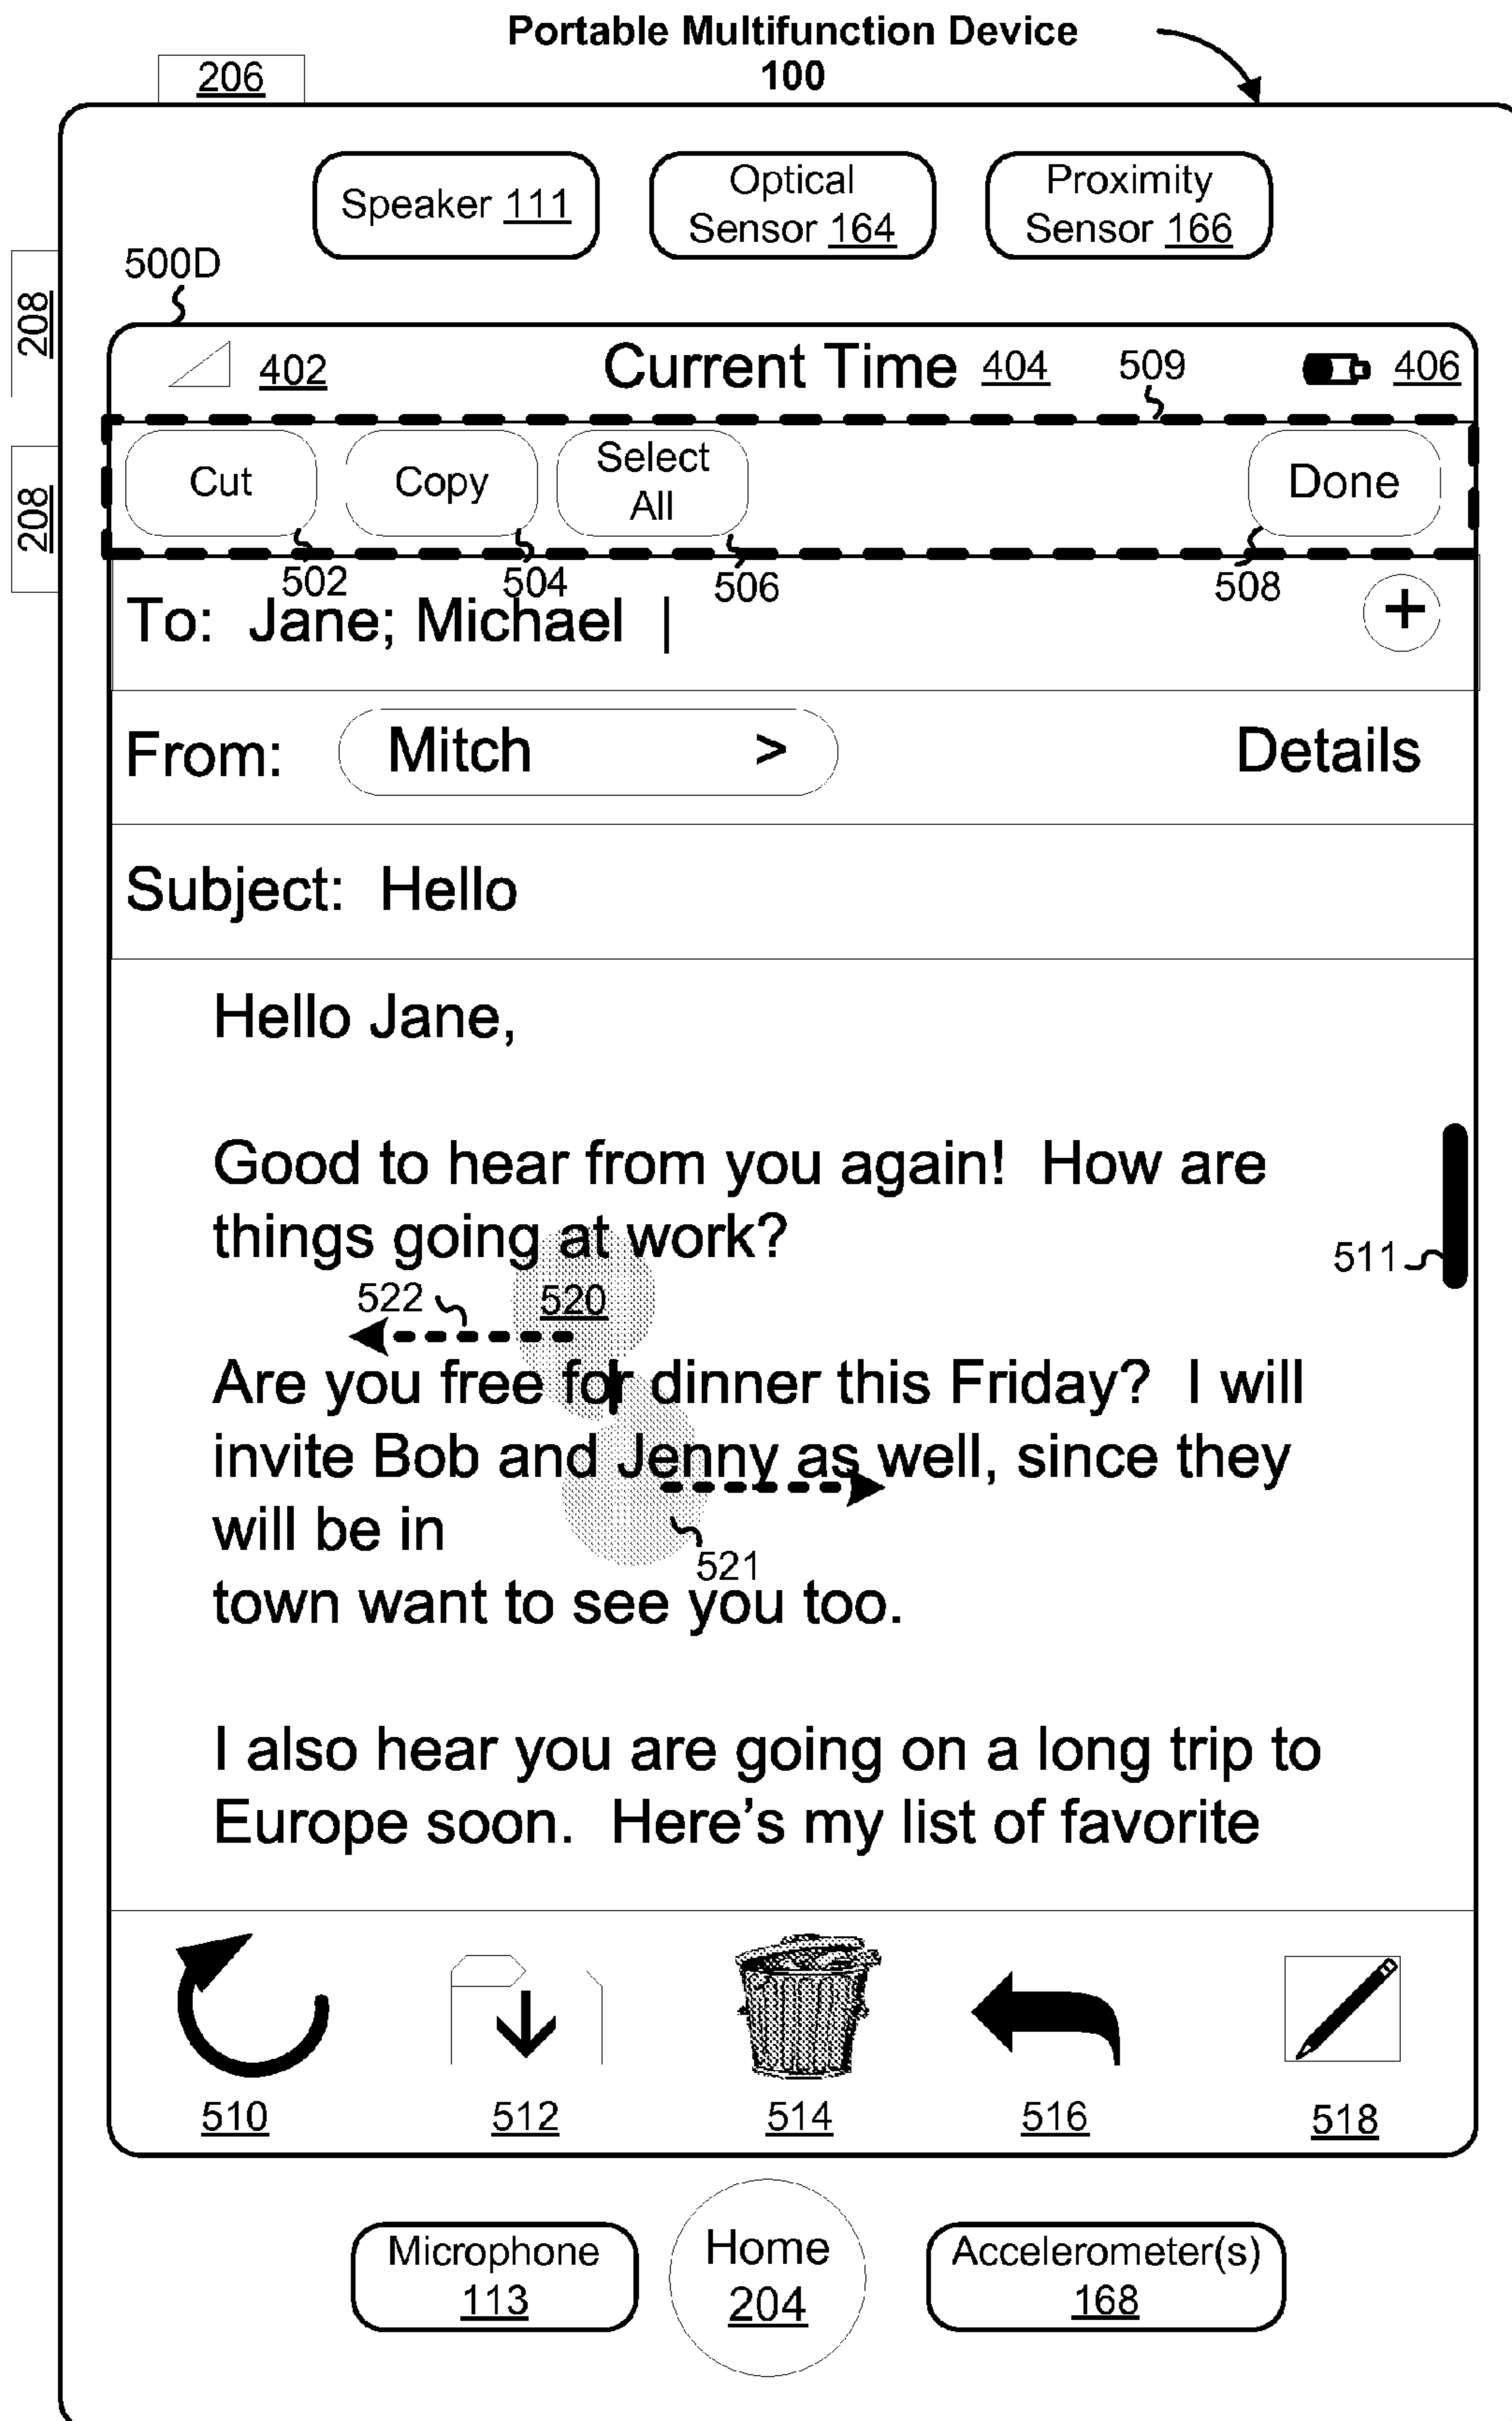 Portable Multifunction Device
100
206
Speaker 111
Optical
Sensor 164
Proximity
Sensor 166
208
500D
402
Current Time 404
509
406
Cut
Copy
Select
All
Done
208
502
504
506
508
To: Jane; Michael
+
From: Mitch >
Details
Subject: Hello
Hello Jane,
Good to hear from you again! How are
things going at work?
511
522
520
Are you free for dinner this Friday? I will
invite Bob and Jenny as well, since they
will be in
521
town want to see you too.
I also hear you are going on a long trip to
Europe soon. Here's my list of favorite
510
512
514
516
518
Microphone
113
Home
204
Accelerometer(s)
168